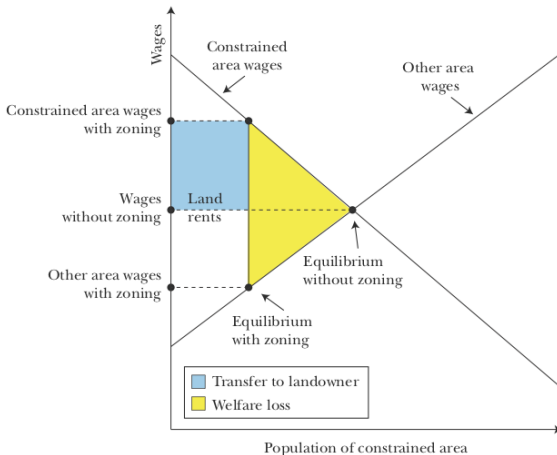 Wages
Constrained
area wages
Other area
wages
Constrained area wages
with zoning
Wages
without zoning
Land
rents
Other area wages
with zoning
Equilibrium
without zoning
Equilibrium
with zoning
Transfer to landowner
Welfare loss
Population of constrained area